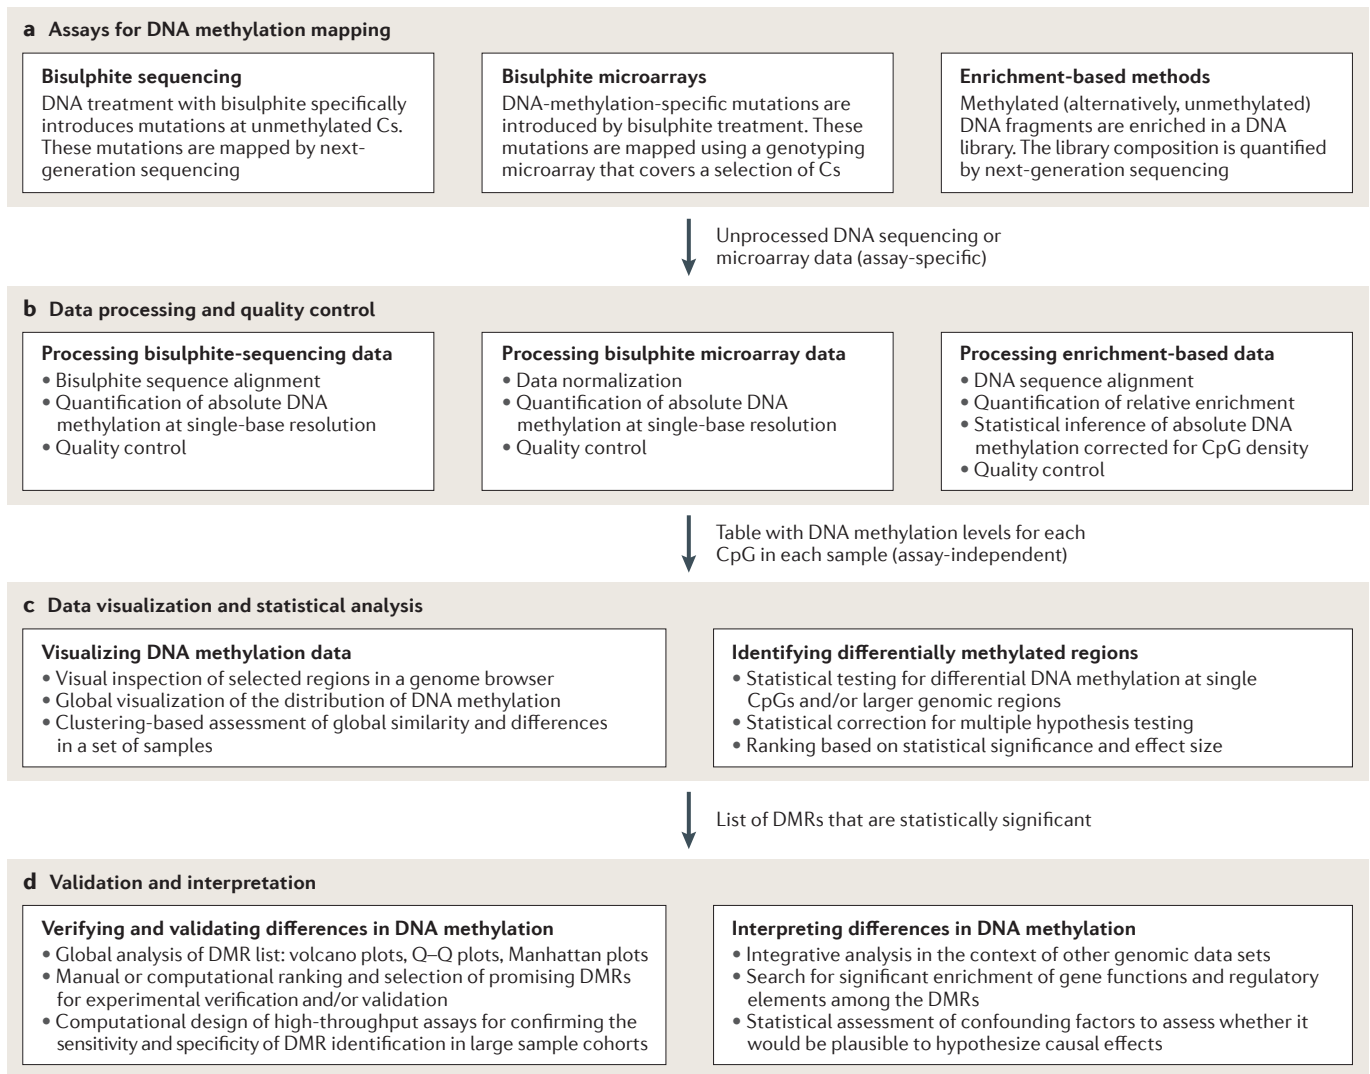 a Assays for DNA methylation mapping
Bisulphite sequencing
DNA treatment with bisulphite specifically
introduces mutations at unmethylated Cs.
These mutations are mapped by next-
generation sequencing
Bisulphite microarrays
DNA-methylation-specific mutations are
introduced by bisulphite treatment. These
mutations are mapped using a genotyping
microarray that covers a selection of Cs
Enrichment-based methods
Methylated (alternatively, unmethylated)
DNA fragments are enriched in a DNA
library. The library composition is quantified
by next-generation sequencing
Unprocessed DNA sequencing or
microarray data (assay-specific)
b Data processing and quality control
Processing bisulphite-sequencing data
• Bisulphite sequence alignment
• Quantification of absolute DNA
methylation at single-base resolution
• Quality control
Processing bisulphite microarray data
• Data normalization
• Quantification of absolute DNA
methylation at single-base resolution
• Quality control
Processing enrichment-based data
• DNA sequence alignment
• Quantification of relative enrichment
• Statistical inference of absolute DNA
methylation corrected for CpG density
• Quality control
Table with DNA methylation levels for each
CpG in each sample (assay-independent)
c Data visualization and statistical analysis
Visualizing DNA methylation data
• Visual inspection of selected regions in a genome browser
• Global visualization of the distribution of DNA methylation
• Clustering-based assessment of global similarity and differences
in a set of samples
Identifying differentially methylated regions
• Statistical testing for differential DNA methylation at single
CpGs and/or larger genomic regions
• Statistical correction for multiple hypothesis testing
• Ranking based on statistical significance and effect size
List of DMRs that are statistically significant
d Validation and interpretation
Verifying and validating differences in DNA methylation
• Global analysis of DMR list: volcano plots, Q–Q plots, Manhattan plots
• Manual or computational ranking and selection of promising DMRs
for experimental verification and/or validation
• Computational design of high-throughput assays for confirming the
sensitivity and specificity of DMR identification in large sample cohorts
Interpreting differences in DNA methylation
• Integrative analysis in the context of other genomic data sets
• Search for significant enrichment of gene functions and regulatory
elements among the DMRs
• Statistical assessment of confounding factors to assess whether it
would be plausible to hypothesize causal effects